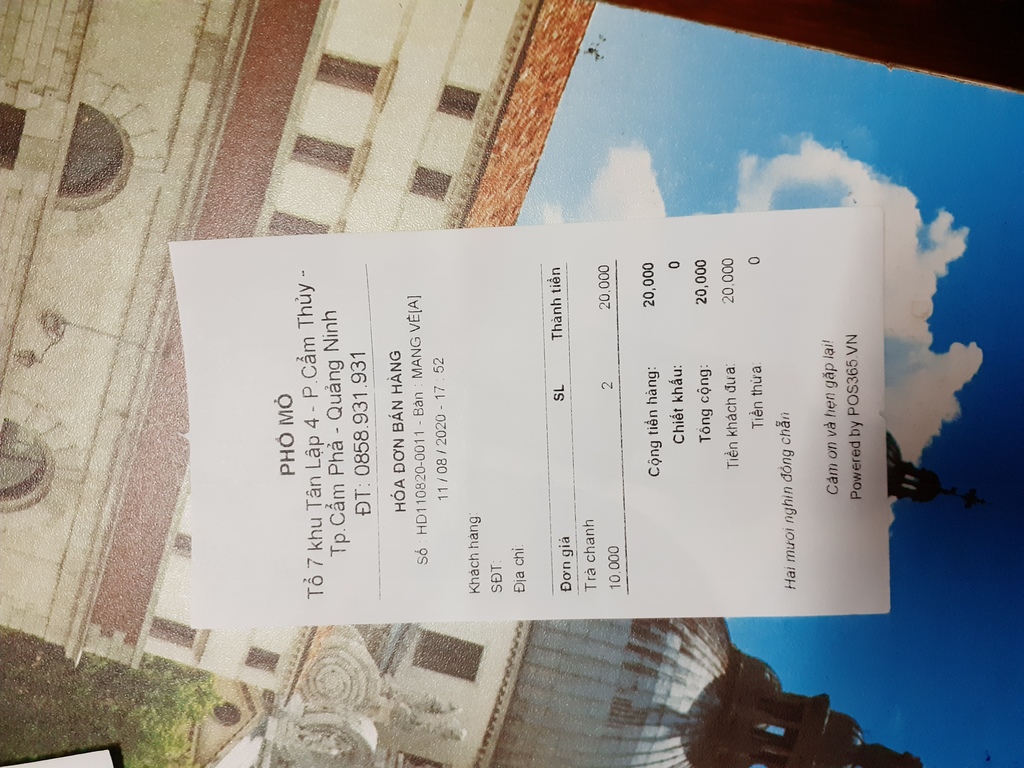 PHỐ MỎ
Tổ 7 khu Tân Lập 4 - P.Cẩm Thủy -
Tp.Cẩm Phả - Quảng Ninh
ĐT: 0858.931.931
HÓA ĐƠN BÁN HÀNG
Số : HD110820-0011 - Bàn : MANG VỀ[A]
11 / 08 / 2020 - 17 : 52
Khách hàng:
SĐT:
Địa chỉ:
Đơn giá SL Thành tiền
Trà chanh
10,000 2 20,000
Cộng tiền hàng: 20,000
Chiết khấu: 0
Tổng cộng: 20,000
Tiền khách đưa: 20,000
Tiền thừa: 0
Hai mươi nghìn đồng chẵn
Cảm ơn và hẹn gặp lại!
Powered by POS365.VN